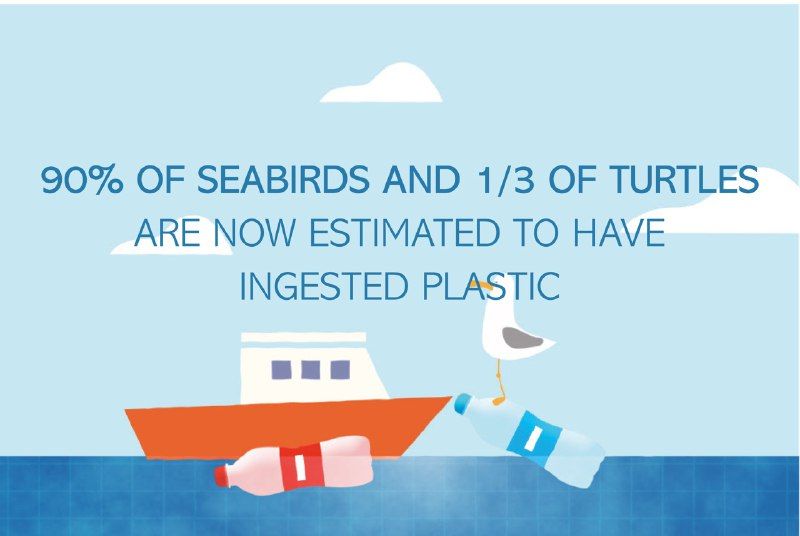 90% OF SEABIRDS AND 1/3 OF TURTLES
ARE NOW ESTIMATED TO HAVE
INGESTED PLASTIC